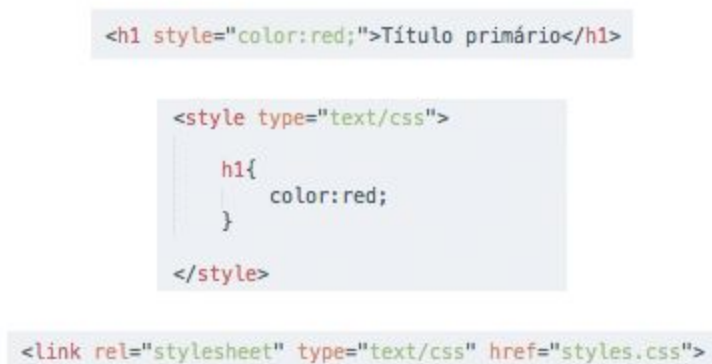 <h1 style="color:red;">Título primário</h1>
<style type="text/css">
h1{
color:red;
}
</style>
<link rel="stylesheet" type="text/css" href="styles.css">